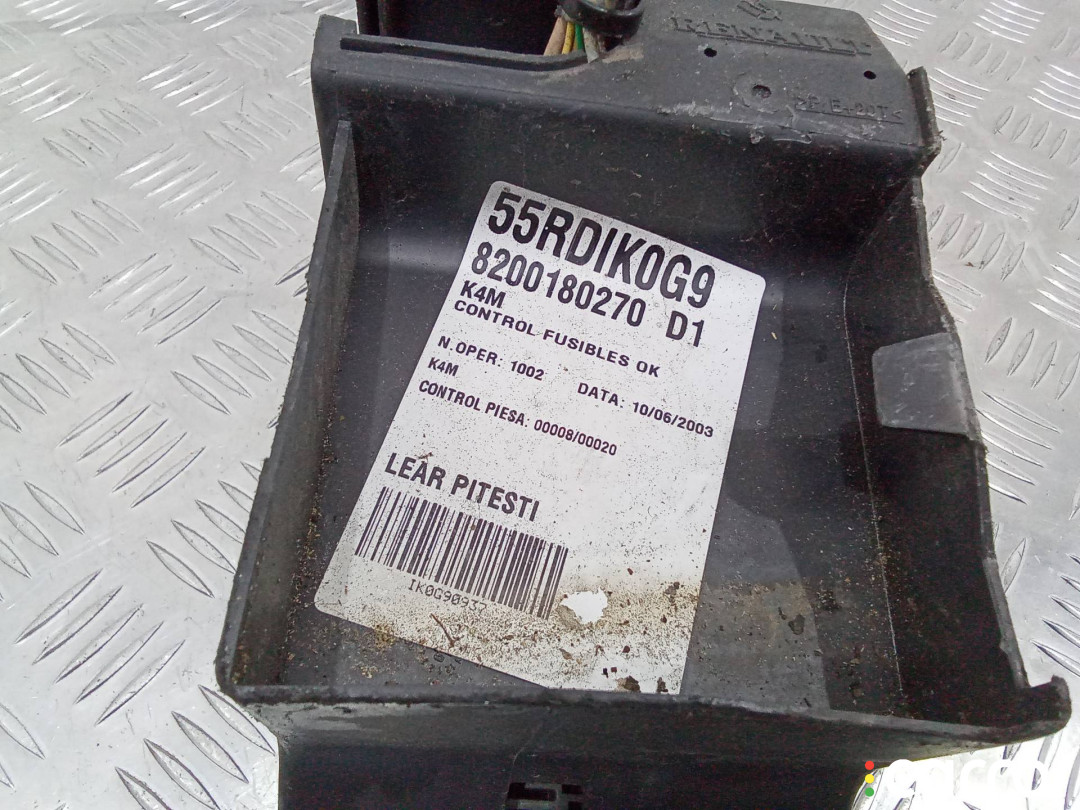 RENAULT
55RDIK0G9
8200180270 D1
K4M
CONTROL FUSIBLES OK
N.OPER: 1002 DATA: 10/06/2003
K4M
CONTROL PIESA: 00008/00020
LEAR PITESTI
IK0G90937